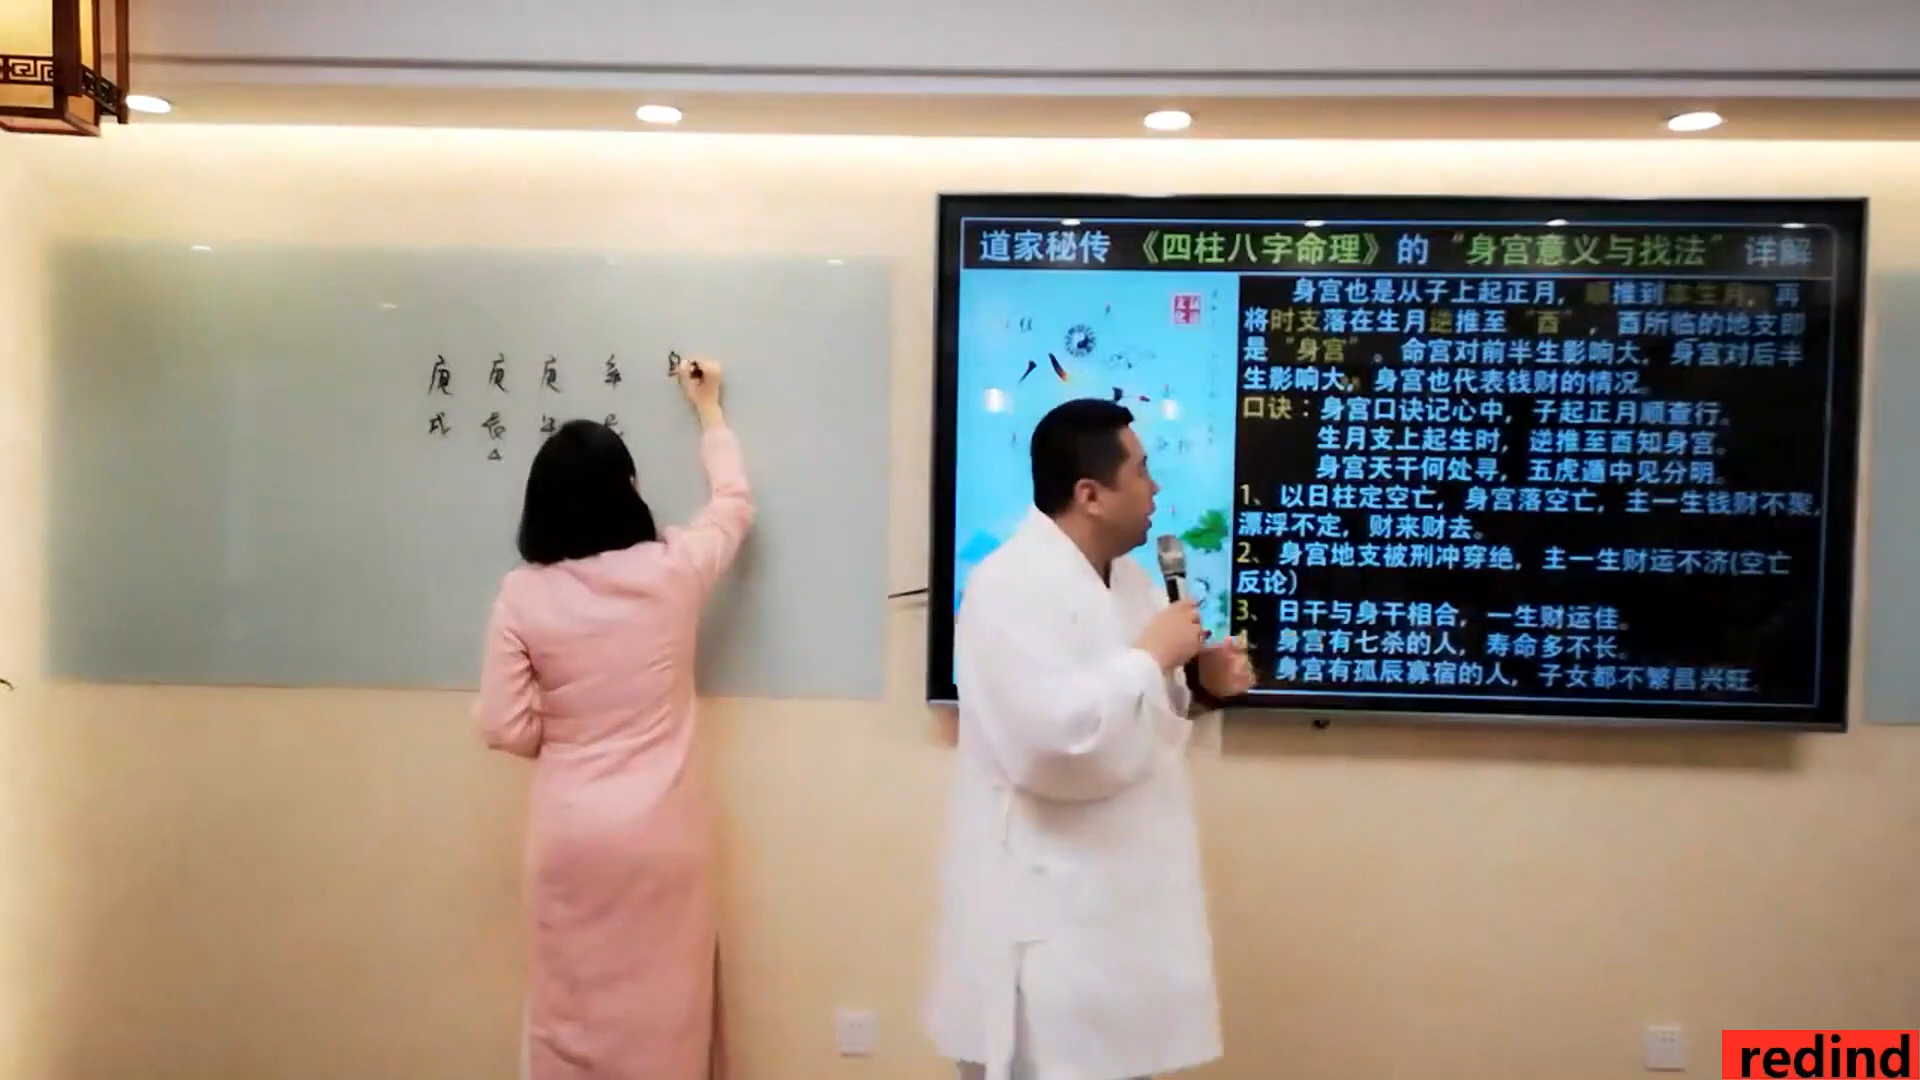 道家秘传 《四柱八字命理》的“身宫意义与找法”详解
身宫也是从子上起正月，顺推到本生月，再
将时支落在生月逆推至“酉”，酉所临的地支即
是“身宫”。命宫对前半生影响大，身宫对后半
生影响大，身宫也代表钱财的情况。
口诀：身宫口诀记心中，子起正月顺查行。
生月支上起生时，逆推至酉知身宫。
身宫天干何处寻，五虎遁中见分明。
1、以日柱定空亡，身宫落空亡，主一生钱财不聚，
漂浮不定，财来财去。
2、身宫地支被刑冲穿绝，主一生财运不济(空亡
反论）
3、日干与身干相合，一生财运佳。
4、身宫有七杀的人，寿命多不长。
身宫有孤辰寡宿的人，子女都不繁昌兴旺。
八
庚 庚 庚
戌 辰
redind